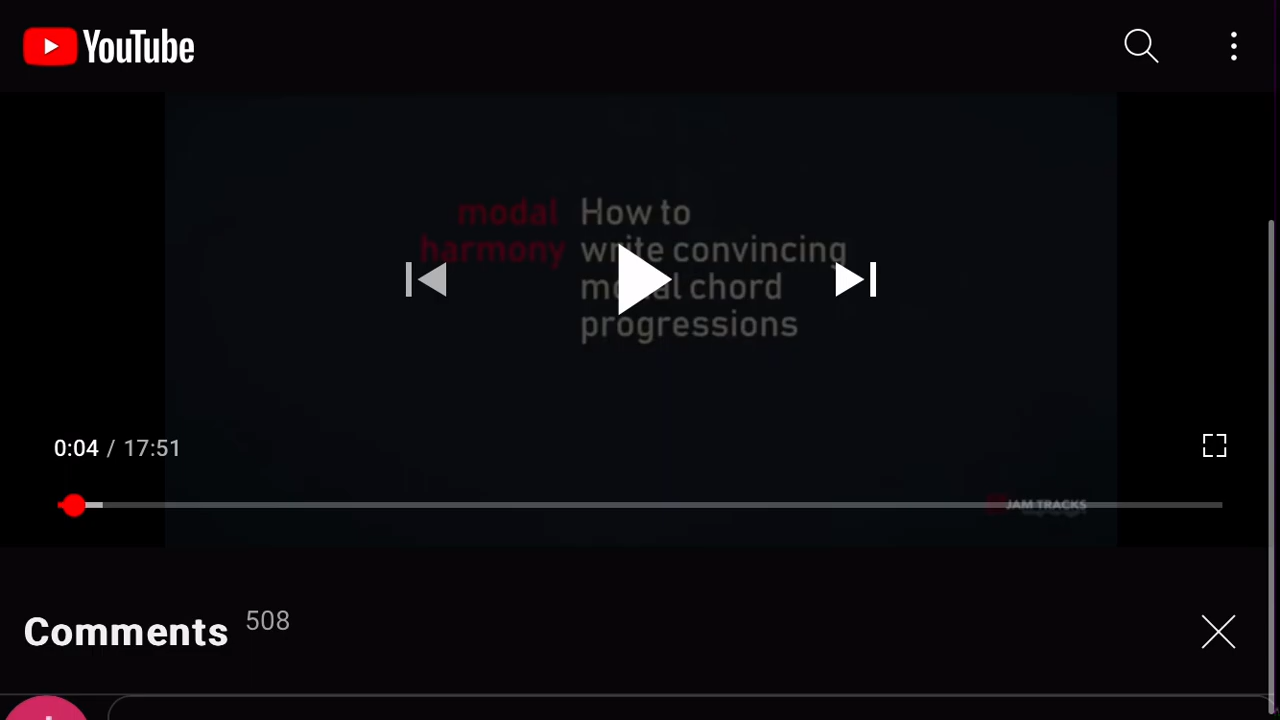 YouTube
modal How to
harmony write convincing
modal chord
progressions
0:04 / 17:51
JAM TRACKS
Comments 508